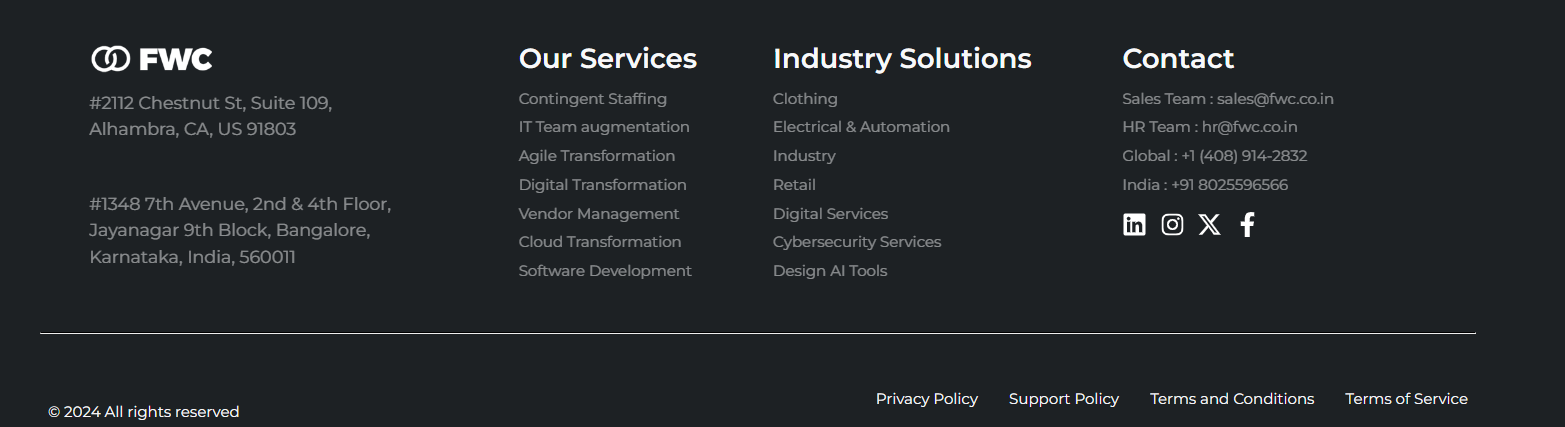 FWC
#2112 Chestnut St, Suite 109,
Alhambra, CA, US 91803
#1348 7th Avenue, 2nd & 4th Floor,
Jayanagar 9th Block, Bangalore,
Karnataka, India, 560011
Our Services
Contingent Staffing
IT Team augmentation
Agile Transformation
Digital Transformation
Vendor Management
Cloud Transformation
Software Development
Industry Solutions
Clothing
Electrical & Automation
Industry
Retail
Digital Services
Cybersecurity Services
Design AI Tools
Contact
Sales Team : sales@fwc.co.in
HR Team : hr@fwc.co.in
Global : +1 (408) 914-2832
India : +91 8025596566
© 2024 All rights reserved
Privacy Policy
Support Policy
Terms and Conditions
Terms of Service